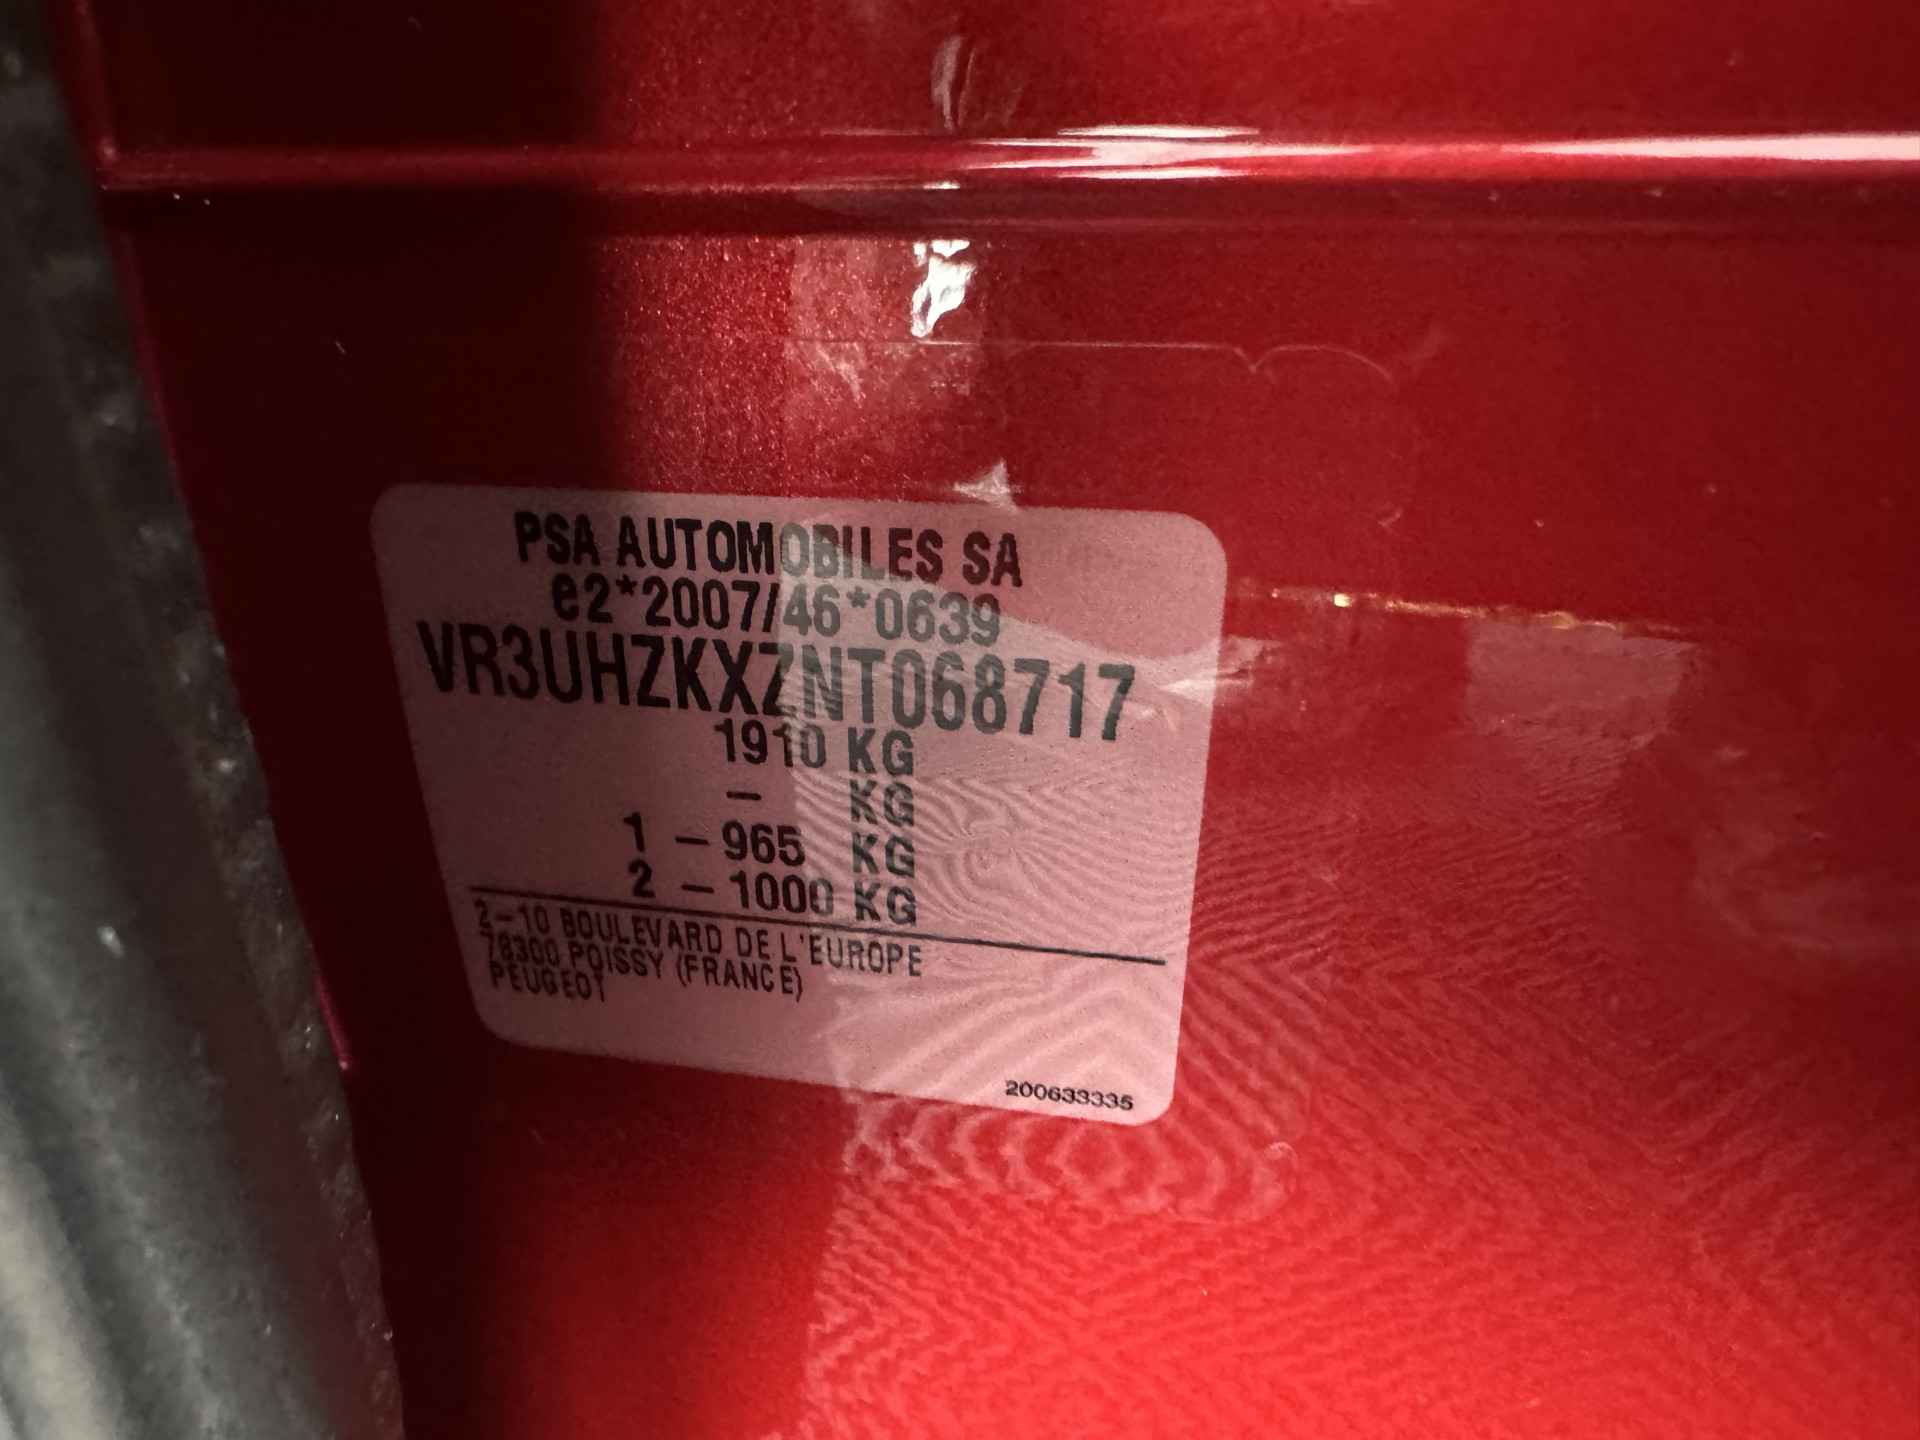 PSA AUTOMOBILES SA
e2*2007/46*0639
VR3UHZKXZNT068717
1910 KG
– KG
1 – 965 KG
2 – 1000 KG
2-10 BOULEVARD DE L'EUROPE
78300 POISSY (FRANCE)
PEUGEOT
200633335